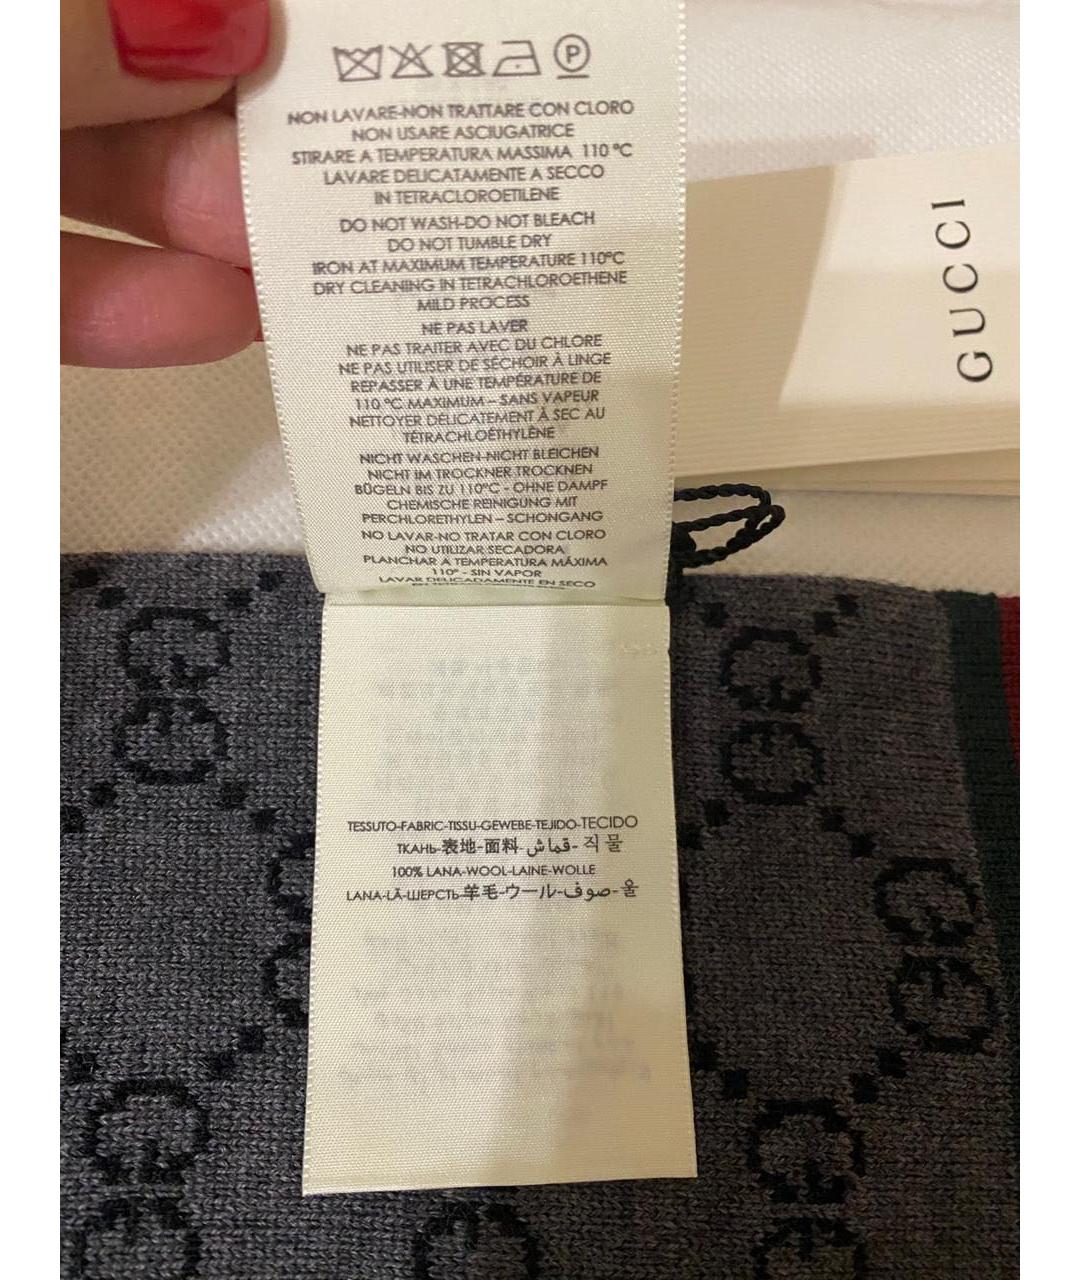 P
NON LAVARE-NON TRATTARE CON CLORO
NON USARE ASCIUGATRICE
STIRARE A TEMPERATURA MASSIMA 110 °C
LAVARE DELICATAMENTE A SECCO
IN TETRACLOROETILENE
DO NOT WASH-DO NOT BLEACH
DO NOT TUMBLE DRY
IRON AT MAXIMUM TEMPERATURE 110°C
DRY CLEANING IN TETRACHLOROETHENE
MILD PROCESS
NE PAS LAVER
NE PAS TRAITER AVEC DU CHLORE
NE PAS UTILISER DE SÉCHOIR À LINGE
REPASSER À UNE TEMPÉRATURE DE
110 °C MAXIMUM – SANS VAPEUR
NETTOYER DÉLICATEMENT À SEC AU
TÉTRACHLOÉTHYLÈNE
NICHT WASCHEN-NICHT BLEICHEN
NICHT IM TROCKNER TROCKNEN
BÜGELN BIS ZU 110°C - OHNE DAMPF
CHEMISCHE REINIGUNG MIT
PERCHLORETHYLEN – SCHONGANG
NO LAVAR-NO TRATAR CON CLORO
NO UTILIZAR SECADORA
PLANCHAR A TEMPERATURA MÁXIMA
110° - SIN VAPOR
LAVAR DELICADAMENTE EN SECO
GUCCI
TESSUTO-FABRIC-TISSU-GEWEBE-TEJIDO-TECIDO
ТКАНЬ-表地-面料-قماش-직물
100% LANA-WOOL-LAINE-WOLLE
LANA-LÃ-ШЕРСТЬ-羊毛-ウール-صوف-울